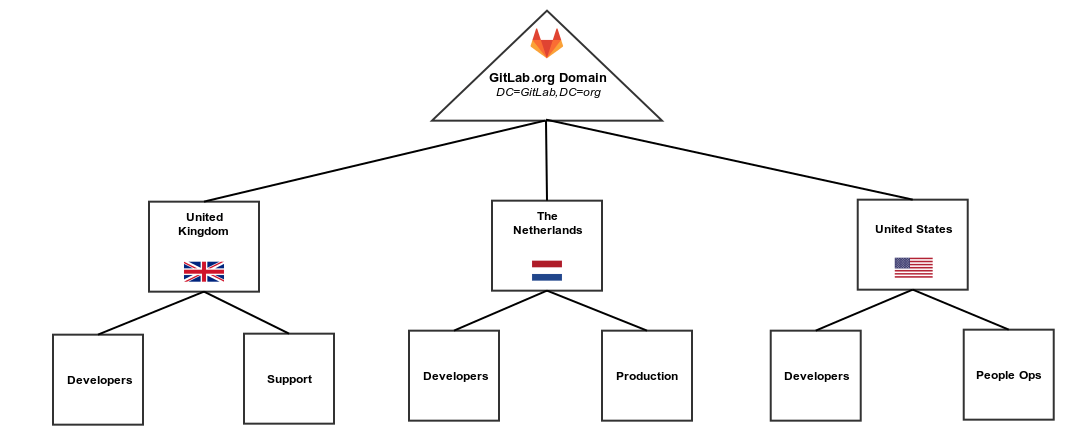 GitLab.org Domain
DC=GitLab,DC=org
United
Kingdom
The
Netherlands
United States
Developers
Support
Developers
Production
Developers
People Ops